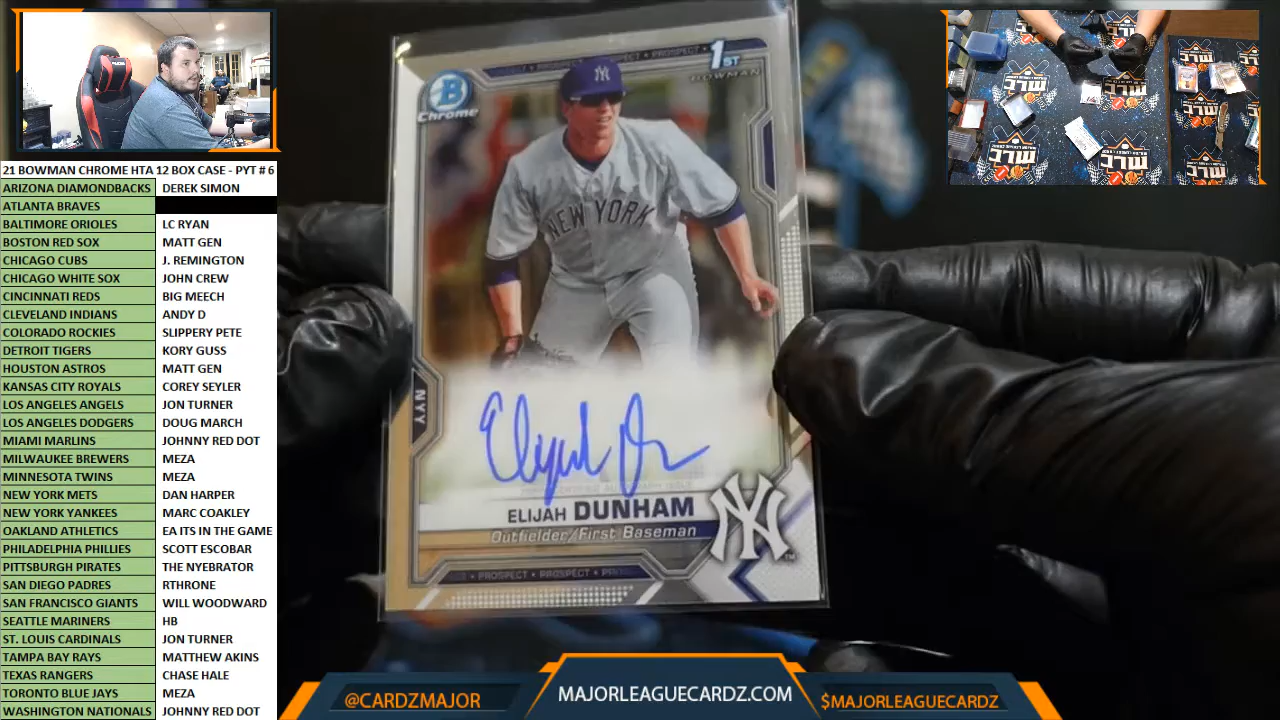 21 BOWMAN CHROME HTA 12 BOX CASE - PYT # 6
ARIZONA DIAMONDBACKS DEREK SIMON
ATLANTA BRAVES
BALTIMORE ORIOLES LC RYAN
BOSTON RED SOX MATT GEN
CHICAGO CUBS J. REMINGTON
CHICAGO WHITE SOX JOHN CREW
CINCINNATI REDS BIG MEECH
CLEVELAND INDIANS ANDY D
COLORADO ROCKIES SLIPPERY PETE
DETROIT TIGERS KORY GUSS
HOUSTON ASTROS MATT GEN
KANSAS CITY ROYALS COREY SEYLER
LOS ANGELES ANGELS JON TURNER
LOS ANGELES DODGERS DOUG MARCH
MIAMI MARLINS JOHNNY RED DOT
MILWAUKEE BREWERS MEZA
MINNESOTA TWINS MEZA
NEW YORK METS DAN HARPER
NEW YORK YANKEES MARC COAKLEY
OAKLAND ATHLETICS EA ITS IN THE GAME
PHILADELPHIA PHILLIES SCOTT ESCOBAR
PITTSBURGH PIRATES THE NYEBRATOR
SAN DIEGO PADRES RTHRONE
SAN FRANCISCO GIANTS WILL WOODWARD
SEATTLE MARINERS HB
ST. LOUIS CARDINALS JON TURNER
TAMPA BAY RAYS MATTHEW AKINS
TEXAS RANGERS CHASE HALE
TORONTO BLUE JAYS MEZA
WASHINGTON NATIONALS JOHNNY RED DOT
PROSPECT
1ST
BOWMAN
B
Chrome
NY
NEW YORK
NYY
ELIJAH DUNHAM
Outfielder/First Baseman
NY
PROSPECT • PROSPECT
@CARDZMAJOR
MAJORLEAGUECARDZ.COM
$MAJORLEAGUECARDZ